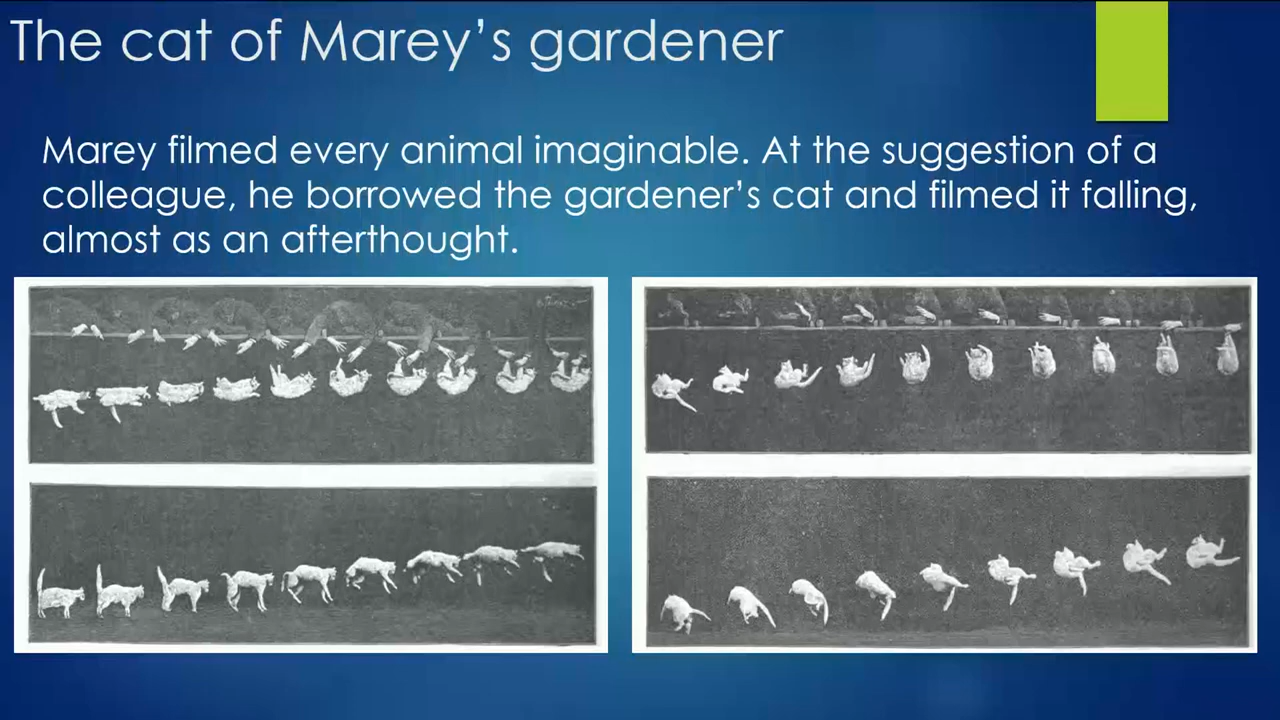 The cat of Marey’s gardener
Marey filmed every animal imaginable. At the suggestion of a
colleague, he borrowed the gardener’s cat and filmed it falling,
almost as an afterthought.